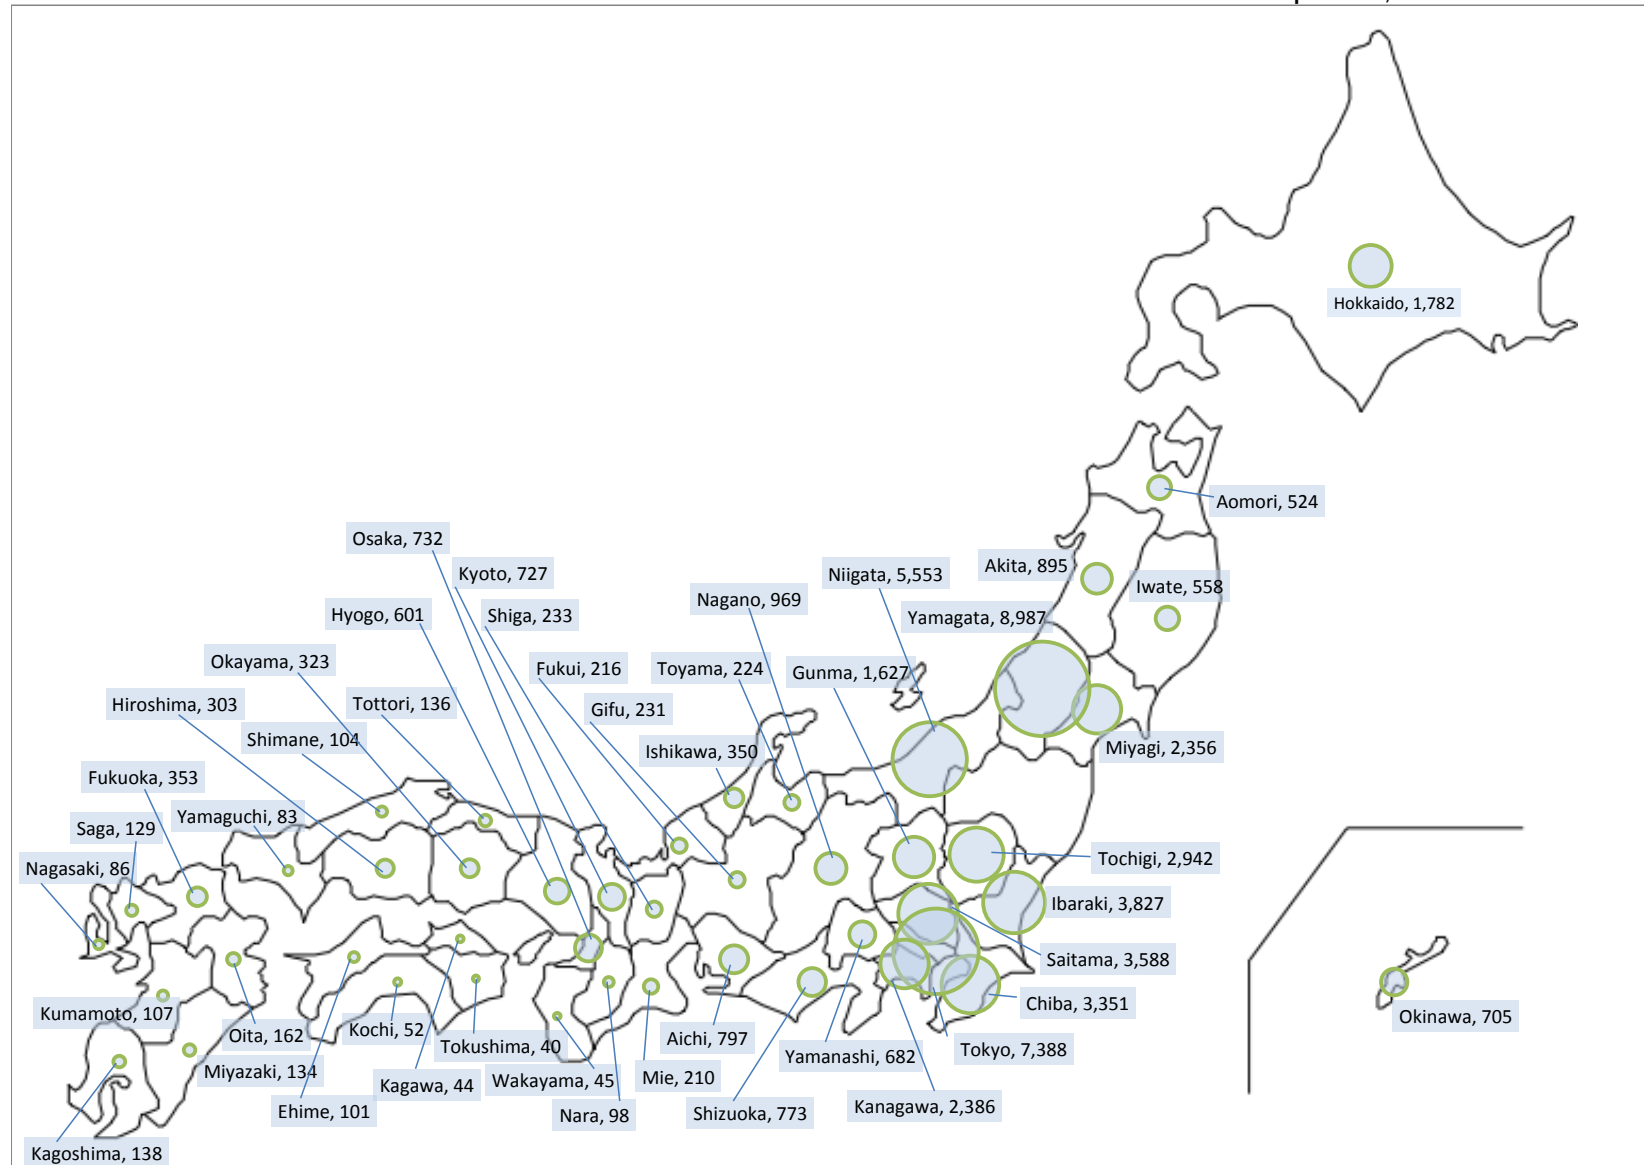 Hokkaido, 1,782
Aomori, 524
Osaka, 732
Akita, 895
Kyoto, 727
Niigata, 5,553
Iwate, 558
Nagano, 969
Hyogo, 601
Shiga, 233
Yamagata, 8,987
Okayama, 323
Fukui, 216
Toyama, 224
Gunma, 1,627
Hiroshima, 303
Tottori, 136
Gifu, 231
Shimane, 104
Ishikawa, 350
Miyagi, 2,356
Fukuoka, 353
Yamaguchi, 83
Saga, 129
Tochigi, 2,942
Nagasaki, 86
Ibaraki, 3,827
Saitama, 3,588
Chiba, 3,351
Kumamoto, 107
Okinawa, 705
Kochi, 52
Oita, 162
Aichi, 797
Tokushima, 40
Tokyo, 7,388
Yamanashi, 682
Miyazaki, 134
Kagawa, 44
Wakayama, 45
Mie, 210
Ehime, 101
Nara, 98
Shizuoka, 773
Kanagawa, 2,386
Kagoshima, 138